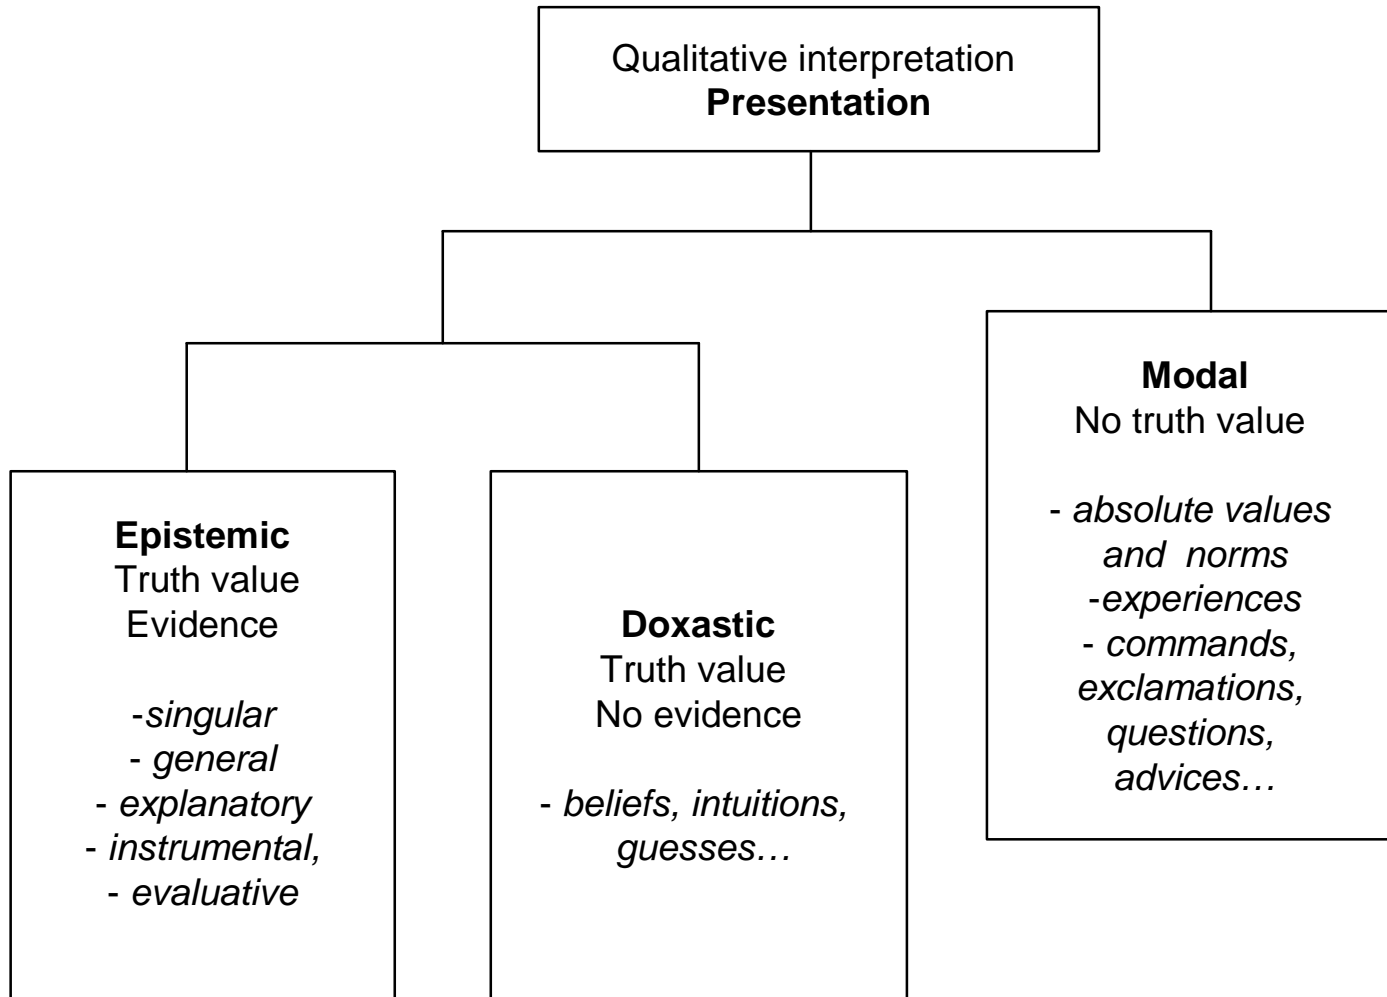 Qualitative interpretation
Presentation
Epistemic
Truth value
Evidence
-singular
- general
- explanatory
- instrumental,
- evaluative
Doxastic
Truth value
No evidence
- beliefs, intuitions,
guesses…
Modal
No truth value
- absolute values
and  norms
-experiences
- commands,
exclamations,
questions,
advices…